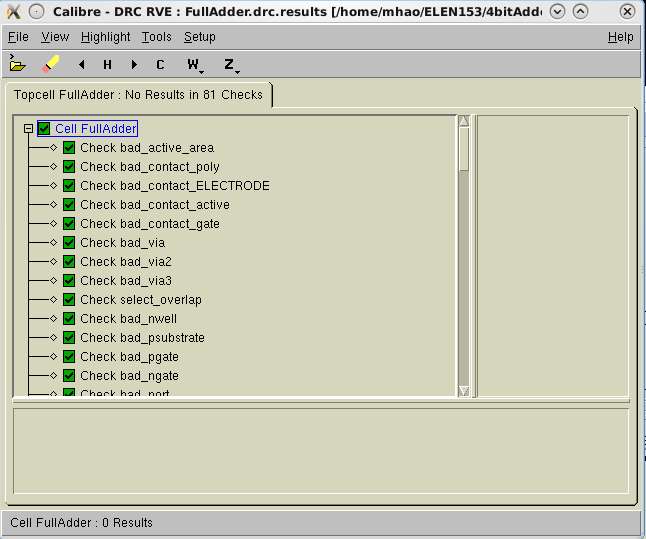 Calibre - DRC RVE : FullAdder.drc.results [/home/mhao/ELEN153/4bitAdde
File View Highlight Tools Setup Help
H C W Z
Topcell FullAdder : No Results in 81 Checks
Cell FullAdder
Check bad_active_area
Check bad_contact_poly
Check bad_contact_ELECTRODE
Check bad_contact_active
Check bad_contact_gate
Check bad_via
Check bad_via2
Check bad_via3
Check select_overlap
Check bad_nwell
Check bad_psubstrate
Check bad_pgate
Check bad_ngate
Check
Cell FullAdder : 0 Results